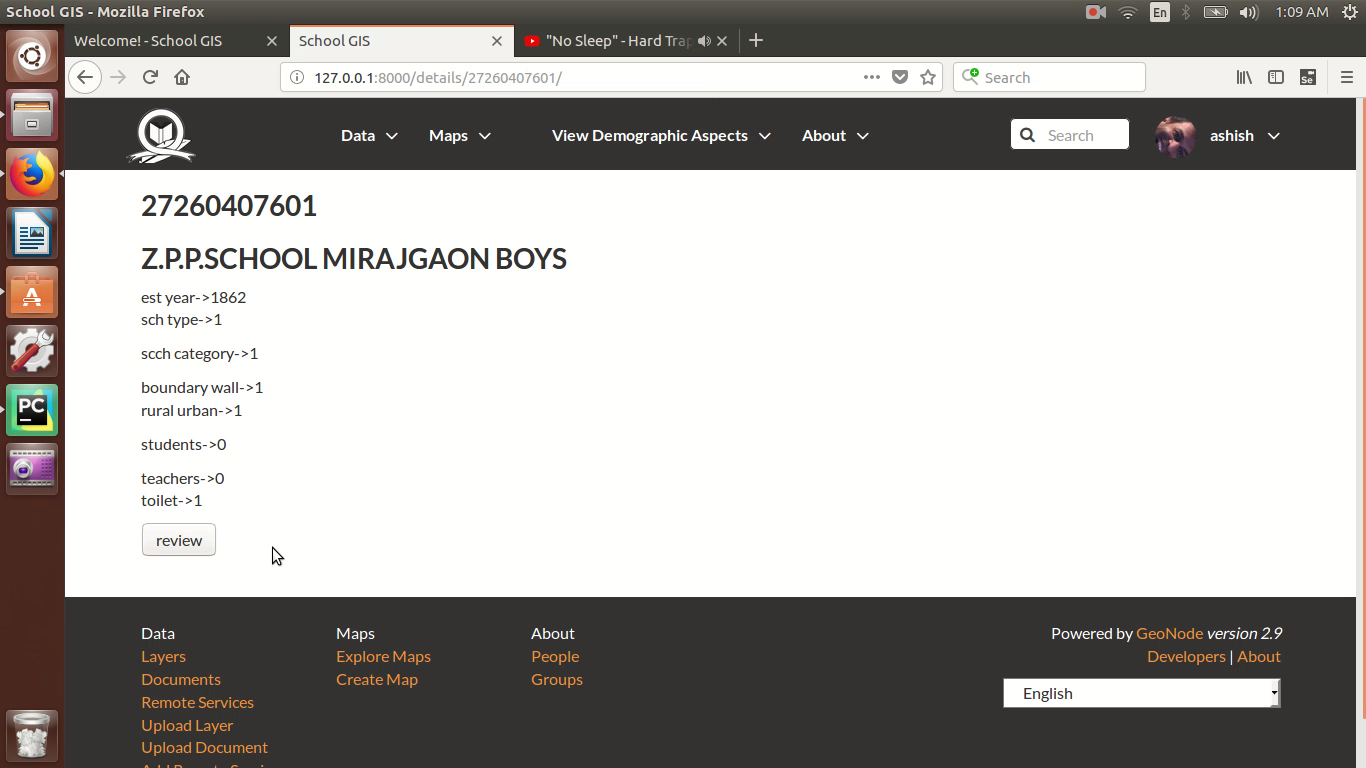 School GIS - Mozilla Firefox
En
1:09 AM
Welcome! - School GIS
School GIS
"No Sleep" - Hard Trap
127.0.0.1:8000/details/27260407601/
Search
Se
Data
Maps
View Demographic Aspects
About
Search
ashish
27260407601
Z.P.P.SCHOOL MIRAJGAON BOYS
est year->1862
sch type->1
scch category->1
boundary wall->1
rural urban->1
students->0
teachers->0
toilet->1
review
PC
Data
Layers
Documents
Remote Services
Upload Layer
Upload Document
Maps
Explore Maps
Create Map
About
People
Groups
Powered by GeoNode version 2.9
Developers | About
English